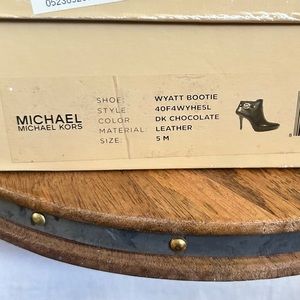 MICHAEL
MICHAEL KORS
SHOE: WYATT BOOTIE
STYLE: 40F4WYHE5L
COLOR DK CHOCOLATE
MATERIAL: LEATHER
SIZE: 5 M